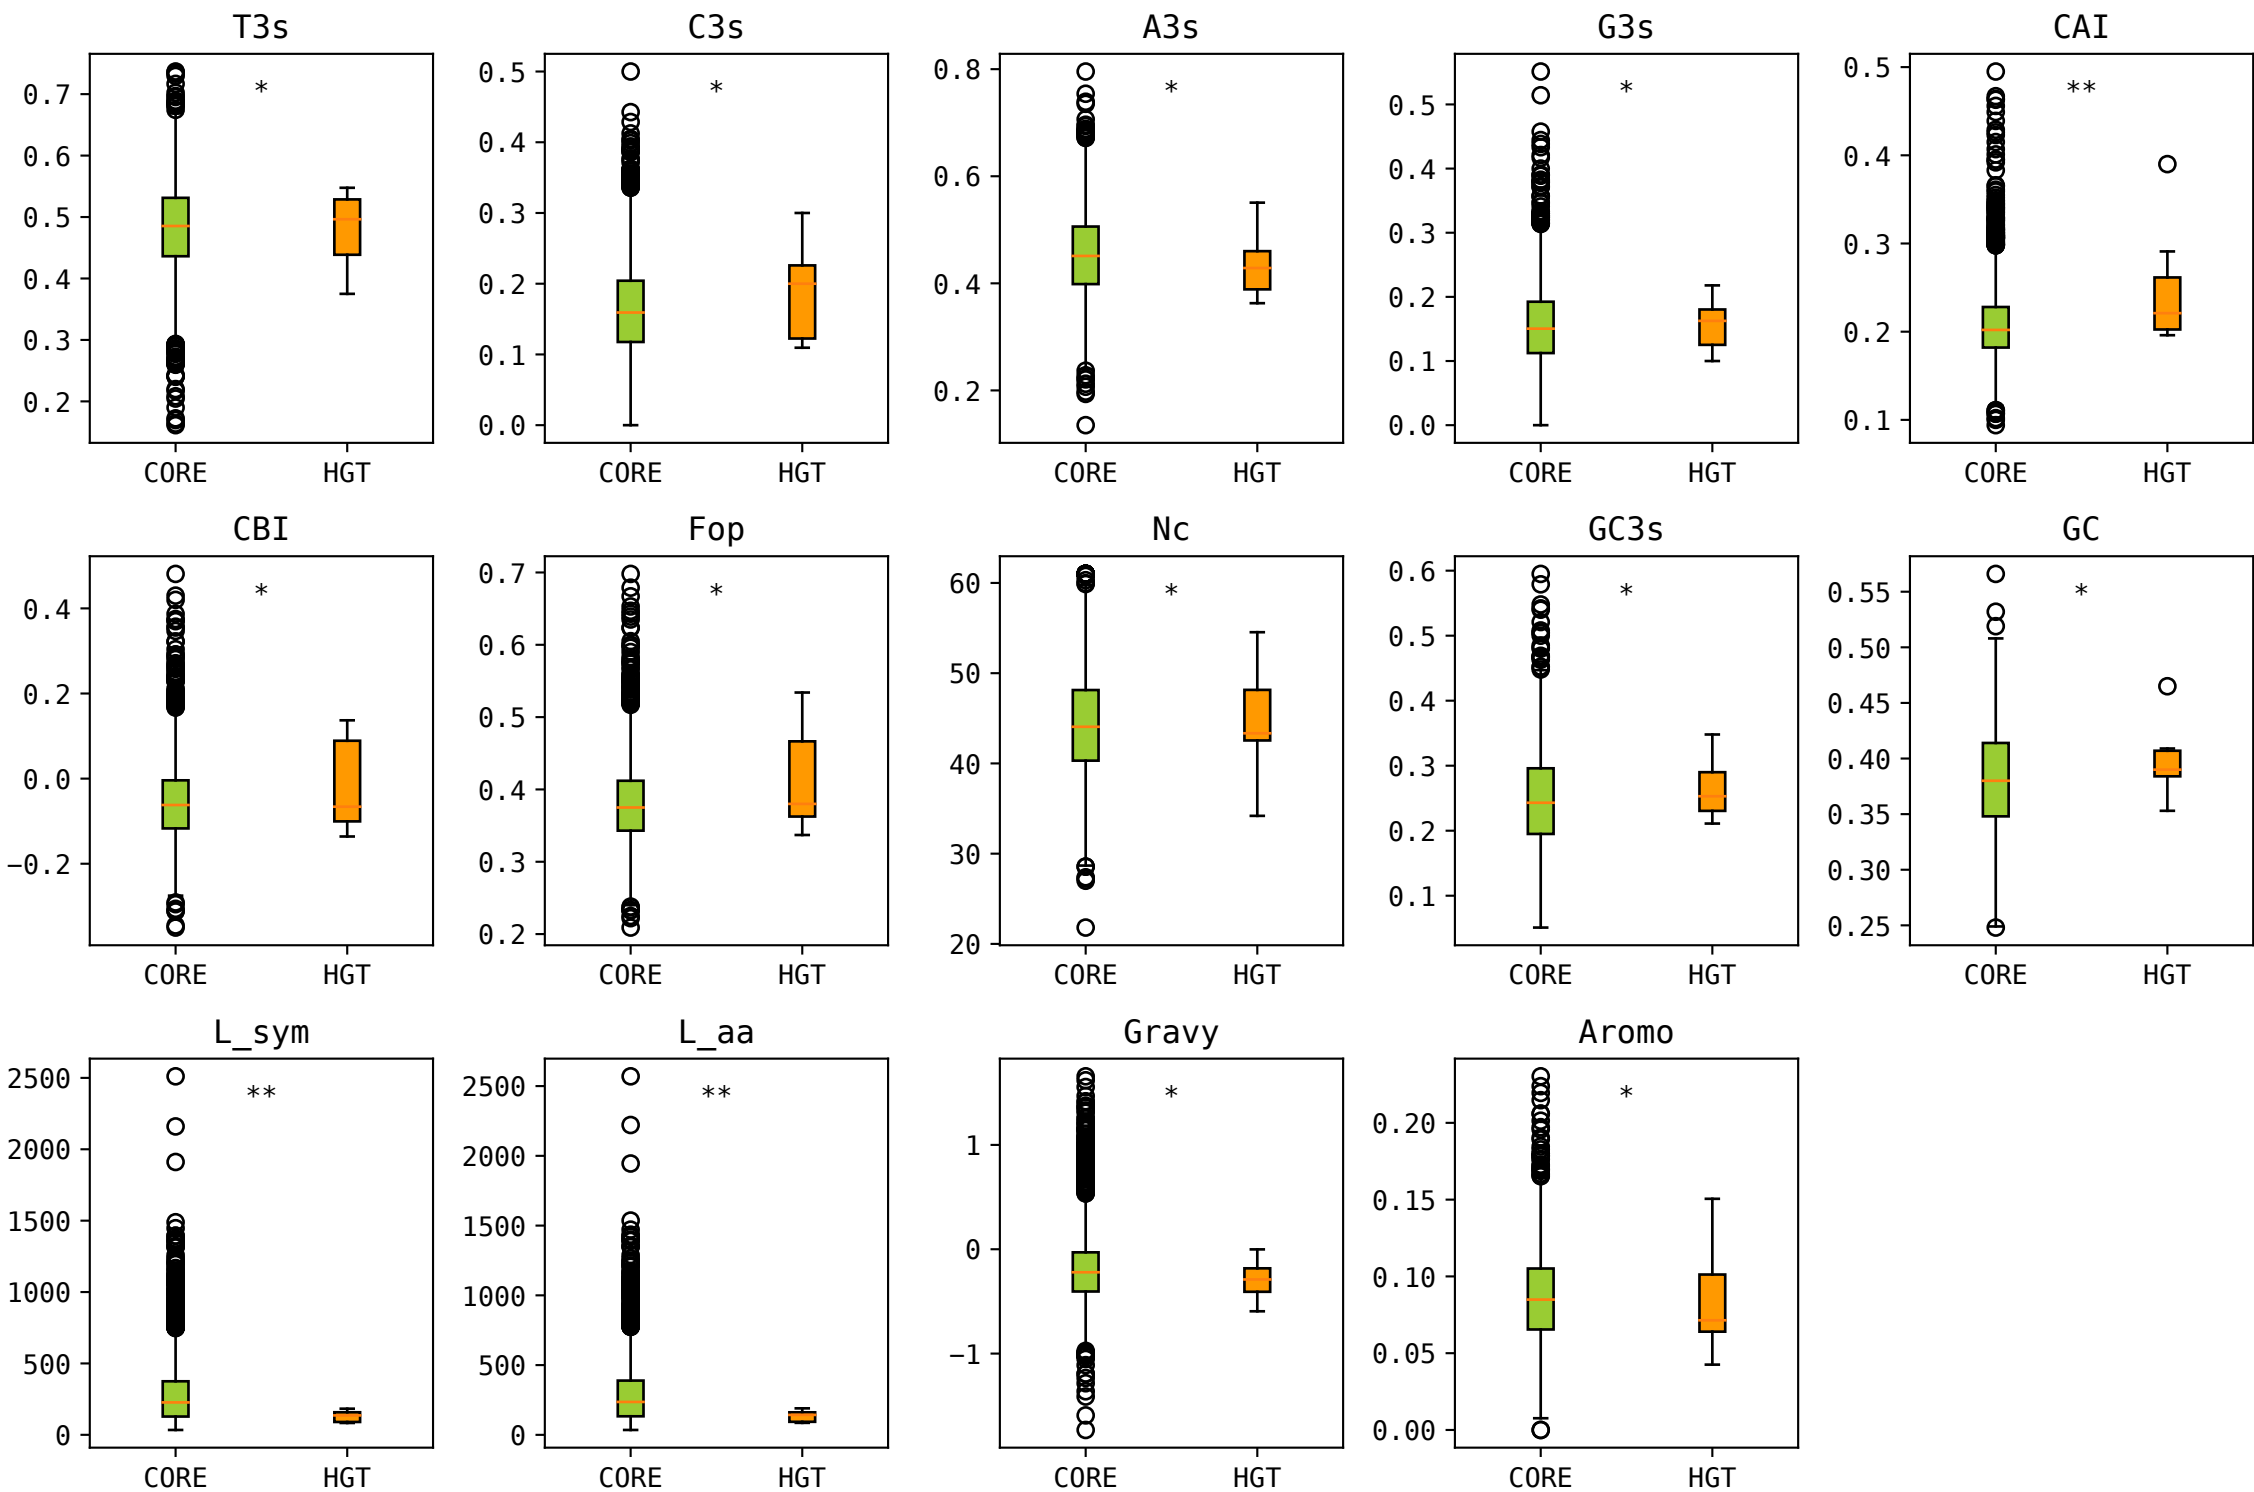 T3s C3s A3s G3s CAI
* * * * **
0.7 0.6 0.5 0.4 0.3 0.2
0.5 0.4 0.3 0.2 0.1 0.0
0.8 0.6 0.4 0.2
0.5 0.4 0.3 0.2 0.1 0.0
0.5 0.4 0.3 0.2 0.1
CORE HGT CORE HGT CORE HGT CORE HGT CORE HGT
CBI Fop Nc GC3s GC
* * * * *
0.4 0.2 0.0 −0.2
0.7 0.6 0.5 0.4 0.3 0.2
60 50 40 30 20
0.6 0.5 0.4 0.3 0.2 0.1
0.55 0.50 0.45 0.40 0.35 0.30 0.25
CORE HGT CORE HGT CORE HGT CORE HGT CORE HGT
L_sym L_aa Gravy Aromo
** ** * *
2500 2000 1500 1000 500 0
2500 2000 1500 1000 500 0
1 0 −1
0.20 0.15 0.10 0.05 0.00
CORE HGT CORE HGT CORE HGT CORE HGT